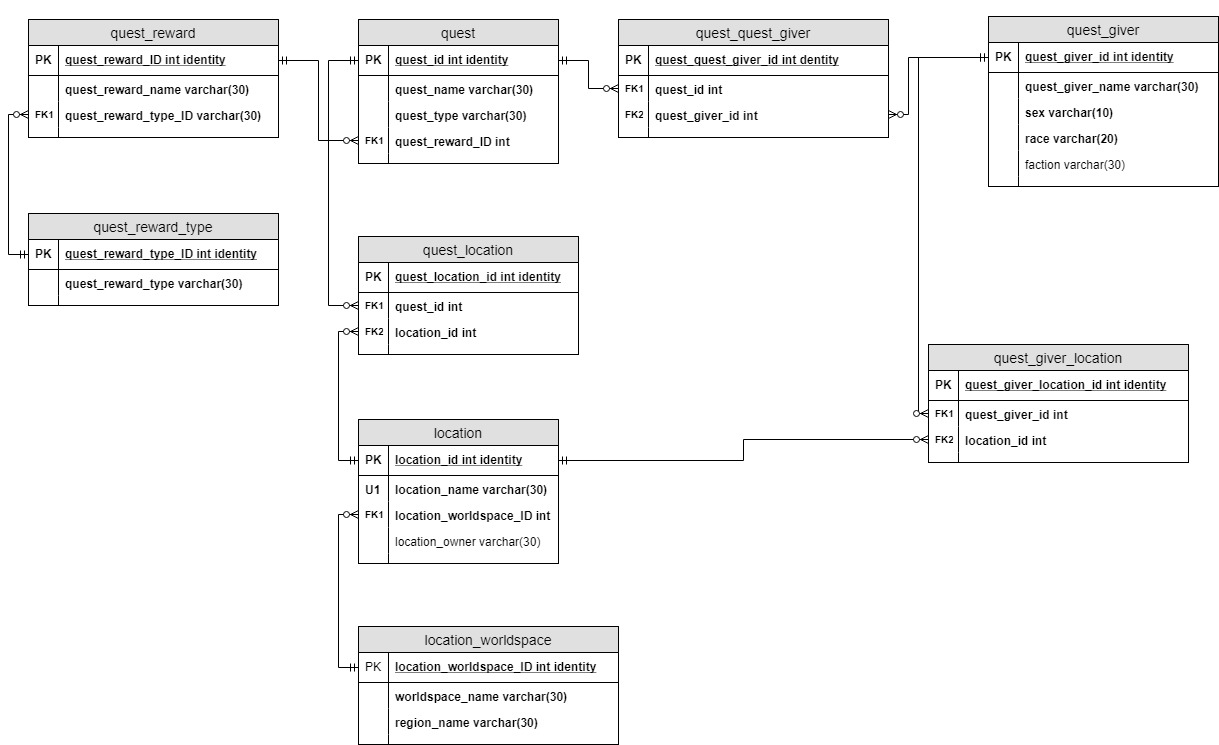 quest_reward
PK quest_reward_ID int identity
quest_reward_name varchar(30)
FK1 quest_reward_type_ID varchar(30)
quest
PK quest_id int identity
quest_name varchar(30)
quest_type varchar(30)
FK1 quest_reward_ID int
quest_quest_giver
PK quest_quest_giver_id int dentity
FK1 quest_id int
FK2 quest_giver_id int
quest_giver
PK quest_giver_id int identity
quest_giver_name varchar(30)
sex varchar(10)
race varchar(20)
faction varchar(30)
quest_reward_type
PK quest_reward_type_ID int identity
quest_reward_type varchar(30)
quest_location
PK quest_location_id int identity
FK1 quest_id int
FK2 location_id int
quest_giver_location
PK quest_giver_location_id int identity
FK1 quest_giver_id int
FK2 location_id int
location
PK location_id int identity
U1 location_name varchar(30)
FK1 location_worldspace_ID int
location_owner varchar(30)
location_worldspace
PK location_worldspace_ID int identity
worldspace_name varchar(30)
region_name varchar(30)